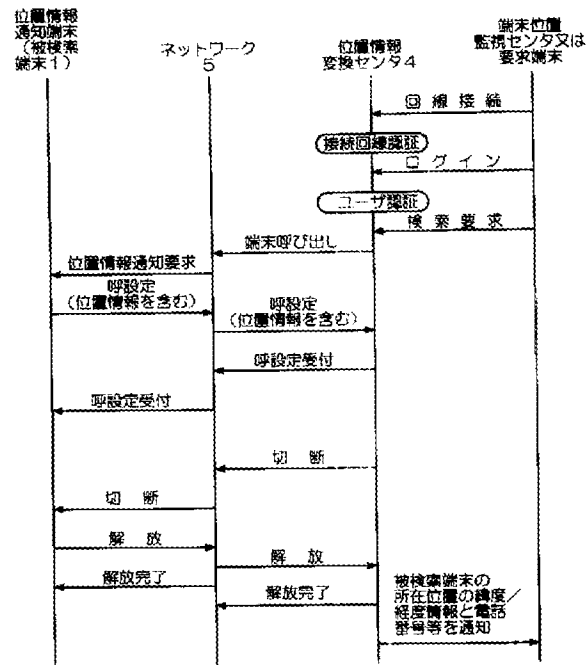 位置情報
通知端末
(被検索
端末1)
ネットワーク
5
位置情報
変換センタ4
端末位置
監視センタ又は
要求端末
回線接続
接続回線認証
ログイン
ユーザ認証
検索要求
端末呼び出し
位置情報通知要求
呼設定
(位置情報を含む)
呼設定
(位置情報を含む)
呼設定受付
呼設定受付
切断
切断
解放
解放
解放完了
解放完了
被検索端末の
所在位置の緯度/
経度情報と電話
番号等を通知